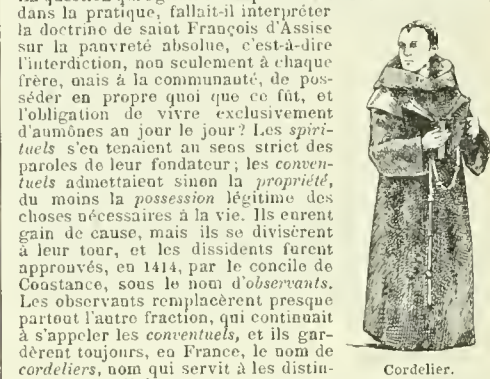 dans la pratique, fallait-il interpréter
la doctrine de saint François d'Assise
sur la pauvreté absolue, c'est-à-dire
l'interdiction, non seulement à chaque
frère, mais à la communauté, de pos-
séder en propre quoi que ce fût, et
l'obligation de vivre exclusivement
d'aumônes au jour le jour? Les spiri-
tuels s'en tenaient au sens strict des
paroles de leur fondateur; les conven-
tuels admettaient sinon la propriété,
du moins la possession légitime des
choses nécessaires à la vie. Ils eurent
gain de cause, mais ils se divisèrent
à leur tour, et les dissidents furent
approuvés, en 1414, par le concile de
Constance, sous le nom d'observants.
Les observants remplacèrent presque
partout l'autre fraction, qui continuait
à s'appeler les conventuels, et ils gar-
dèrent toujours, en France, le nom de
cordeliers, nom qui servit à les distin-
Cordelier.